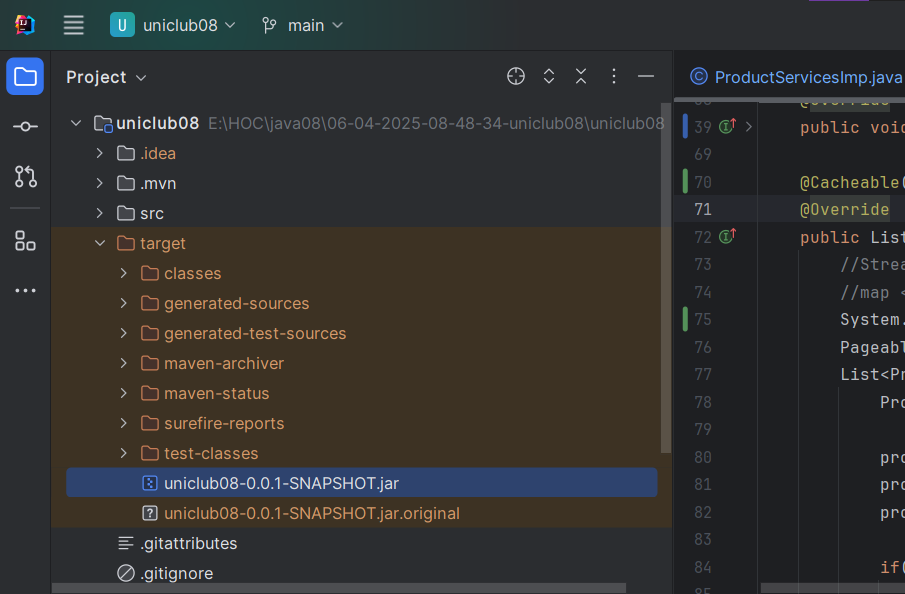 U uniclub08 main
Project
ProductServicesImp.java
uniclub08 E:\HOC\java08\06-04-2025-08-48-34-uniclub08\uniclub08
.idea
.mvn
src
target
classes
generated-sources
generated-test-sources
maven-archiver
maven-status
surefire-reports
test-classes
uniclub08-0.0.1-SNAPSHOT.jar
uniclub08-0.0.1-SNAPSHOT.jar.original
.gitattributes
.gitignore
@Override
39 public void
69
70 @Cacheable(
71 @Override
72 public List
73 //Strea
74 //map <
75 System.
76 Pageabl
77 List<Pr
78 Pro
79
80 pro
81 pro
82 pro
83
84 if(